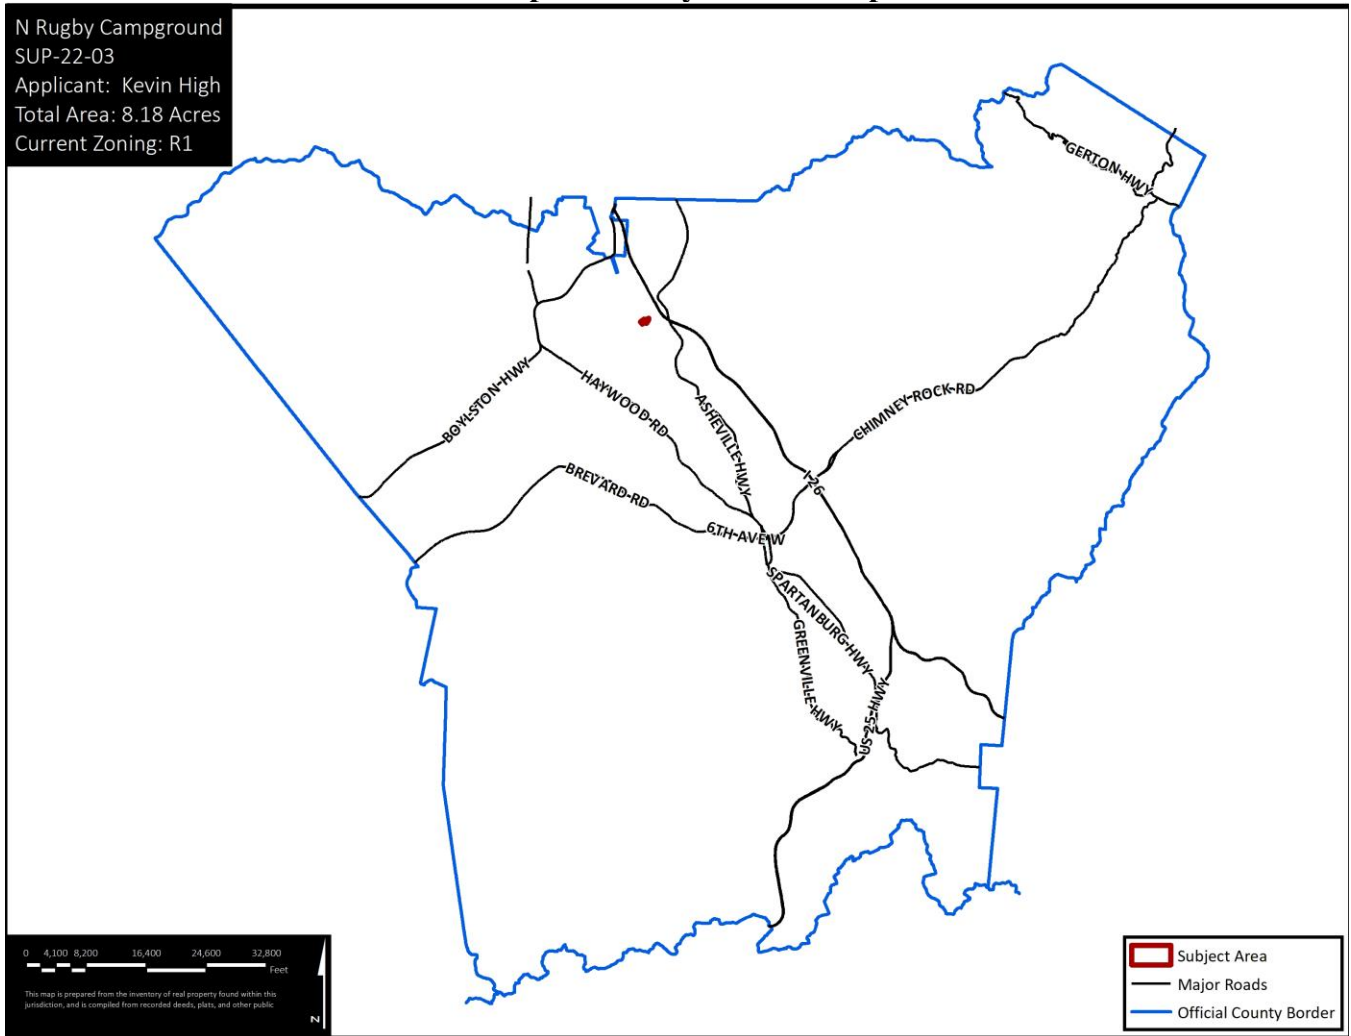 N Rugby Campground
SUP-22-03
Applicant: Kevin High
Total Area: 8.18 Acres
Current Zoning: R1
GERTON HWY
BOYLSTON HWY
HAYWOOD RD
ASHEVILLE HWY
CHIMNEY ROCK RD
I-26
BREVARD RD
6TH AVE W
SPARTANBURG HWY
GREENVILLE HWY
US 25 HWY
0 4,100 8,200 16,400 24,600 32,800
Feet
This map is prepared from the inventory of real property found within this
jurisdiction, and is compiled from recorded deeds, plats, and other public
N
Subject Area
Major Roads
Official County Border